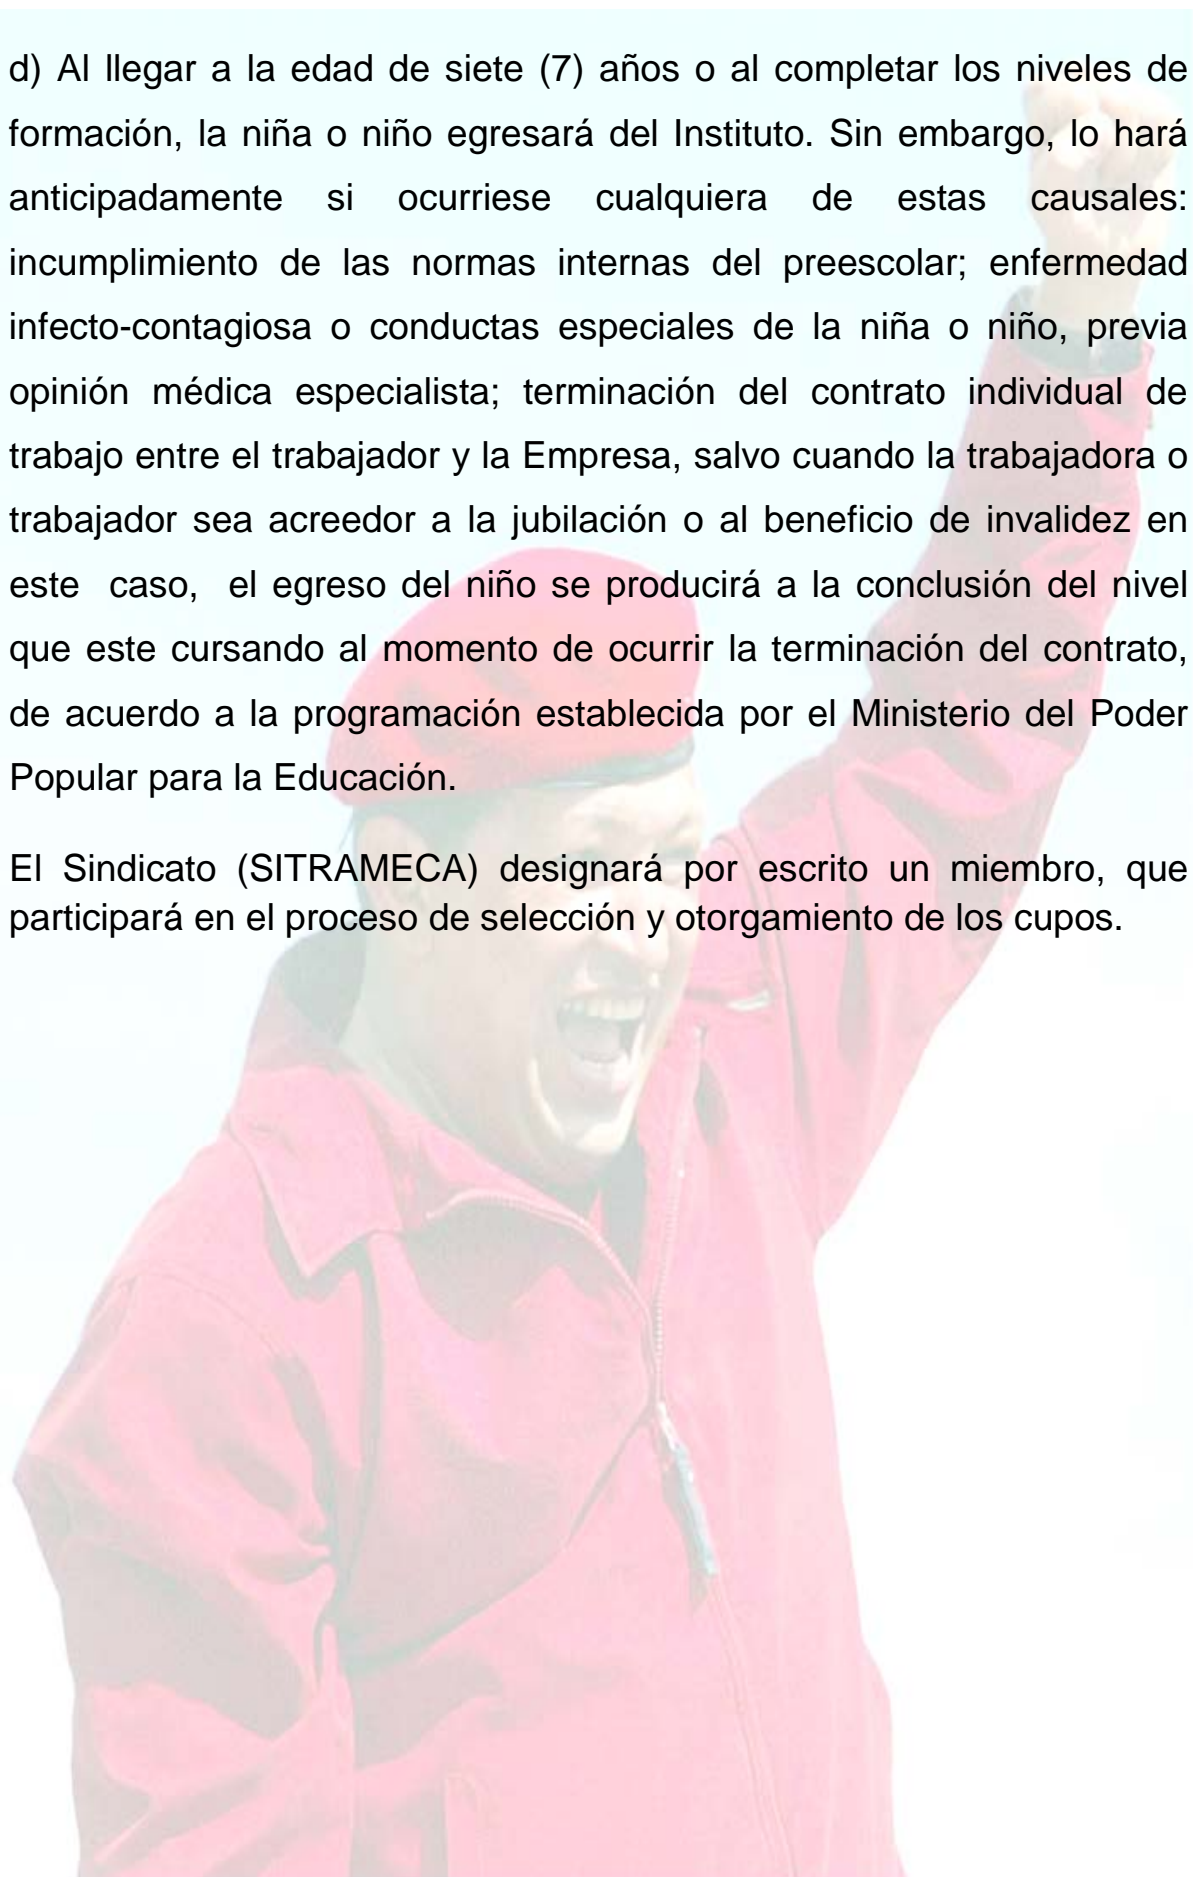 d) Al llegar a la edad de siete (7) años o al completar los niveles de
formación, la niña o niño egresará del Instituto. Sin embargo, lo hará
anticipadamente si ocurriese cualquiera de estas causales:
incumplimiento de las normas internas del preescolar; enfermedad
infecto-contagiosa o conductas especiales de la niña o niño, previa
opinión médica especialista; terminación del contrato individual de
trabajo entre el trabajador y la Empresa, salvo cuando la trabajadora o
trabajador sea acreedor a la jubilación o al beneficio de invalidez en
este caso, el egreso del niño se producirá a la conclusión del nivel
que este cursando al momento de ocurrir la terminación del contrato,
de acuerdo a la programación establecida por el Ministerio del Poder
Popular para la Educación.
El Sindicato (SITRAMECA) designará por escrito un miembro, que
participará en el proceso de selección y otorgamiento de los cupos.